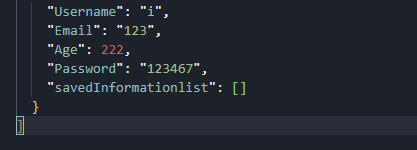 "Username": "i",
"Email": "123",
"Age": 222,
"Password": "123467",
"savedInformationlist": []
}
]